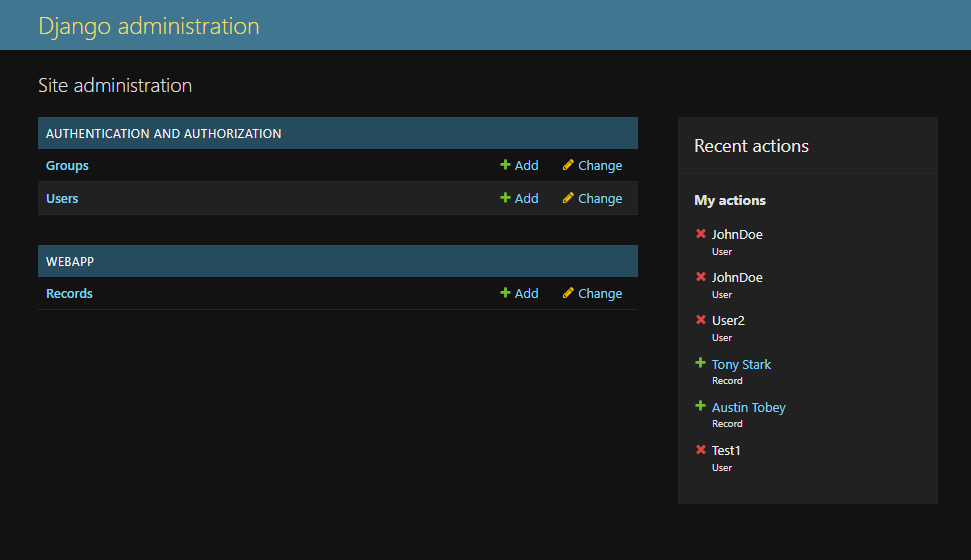 Django administration
Site administration
AUTHENTICATION AND AUTHORIZATION
Groups Add Change
Users Add Change
WEBAPP
Records Add Change
Recent actions
My actions
JohnDoe
User
JohnDoe
User
User2
User
Tony Stark
Record
Austin Tobey
Record
Test1
User